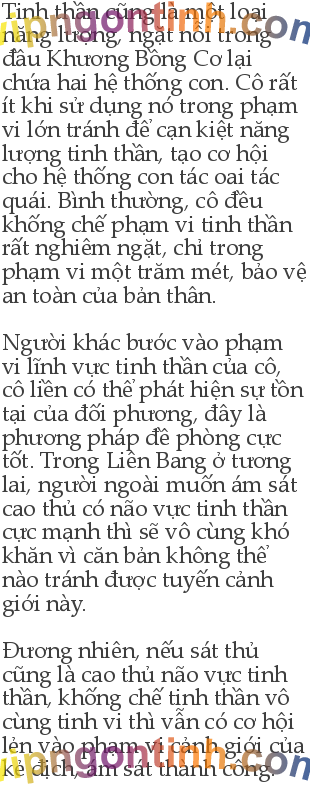 Tinh thần cũng là một loại
năng lượng, ngặt nỗi trong
đầu Khương Bồng Cơ lại
chứa hai hệ thống con. Cô rất
ít khi sử dụng nó trong phạm
vi lớn tránh để cạn kiệt năng
lượng tinh thần, tạo cơ hội
cho hệ thống con tác oai tác
quái. Bình thường, cô đều
khống chế phạm vi tinh thần
rất nghiêm ngặt, chỉ trong
phạm vi một trăm mét, bảo vệ
an toàn của bản thân.
Người khác bước vào phạm
vi lĩnh vực tinh thần của cô,
cô liền có thể phát hiện sự tồn
tại của đối phương, đây là
phương pháp đề phòng cực
tốt. Trong Liên Bang ở tương
lai, người ngoài muốn ám sát
cao thủ có não vực tinh thần
cực mạnh thì sẽ vô cùng khó
khăn vì căn bản không thể
nào tránh được tuyến cảnh
giới này.
Đương nhiên, nếu sát thủ
cũng là cao thủ não vực tinh
thần, khống chế tinh thần vô
cùng tinh vi thì vẫn có cơ hội
lẻn vào phạm vi cảnh giới của
kẻ địch, ám sát thành công.